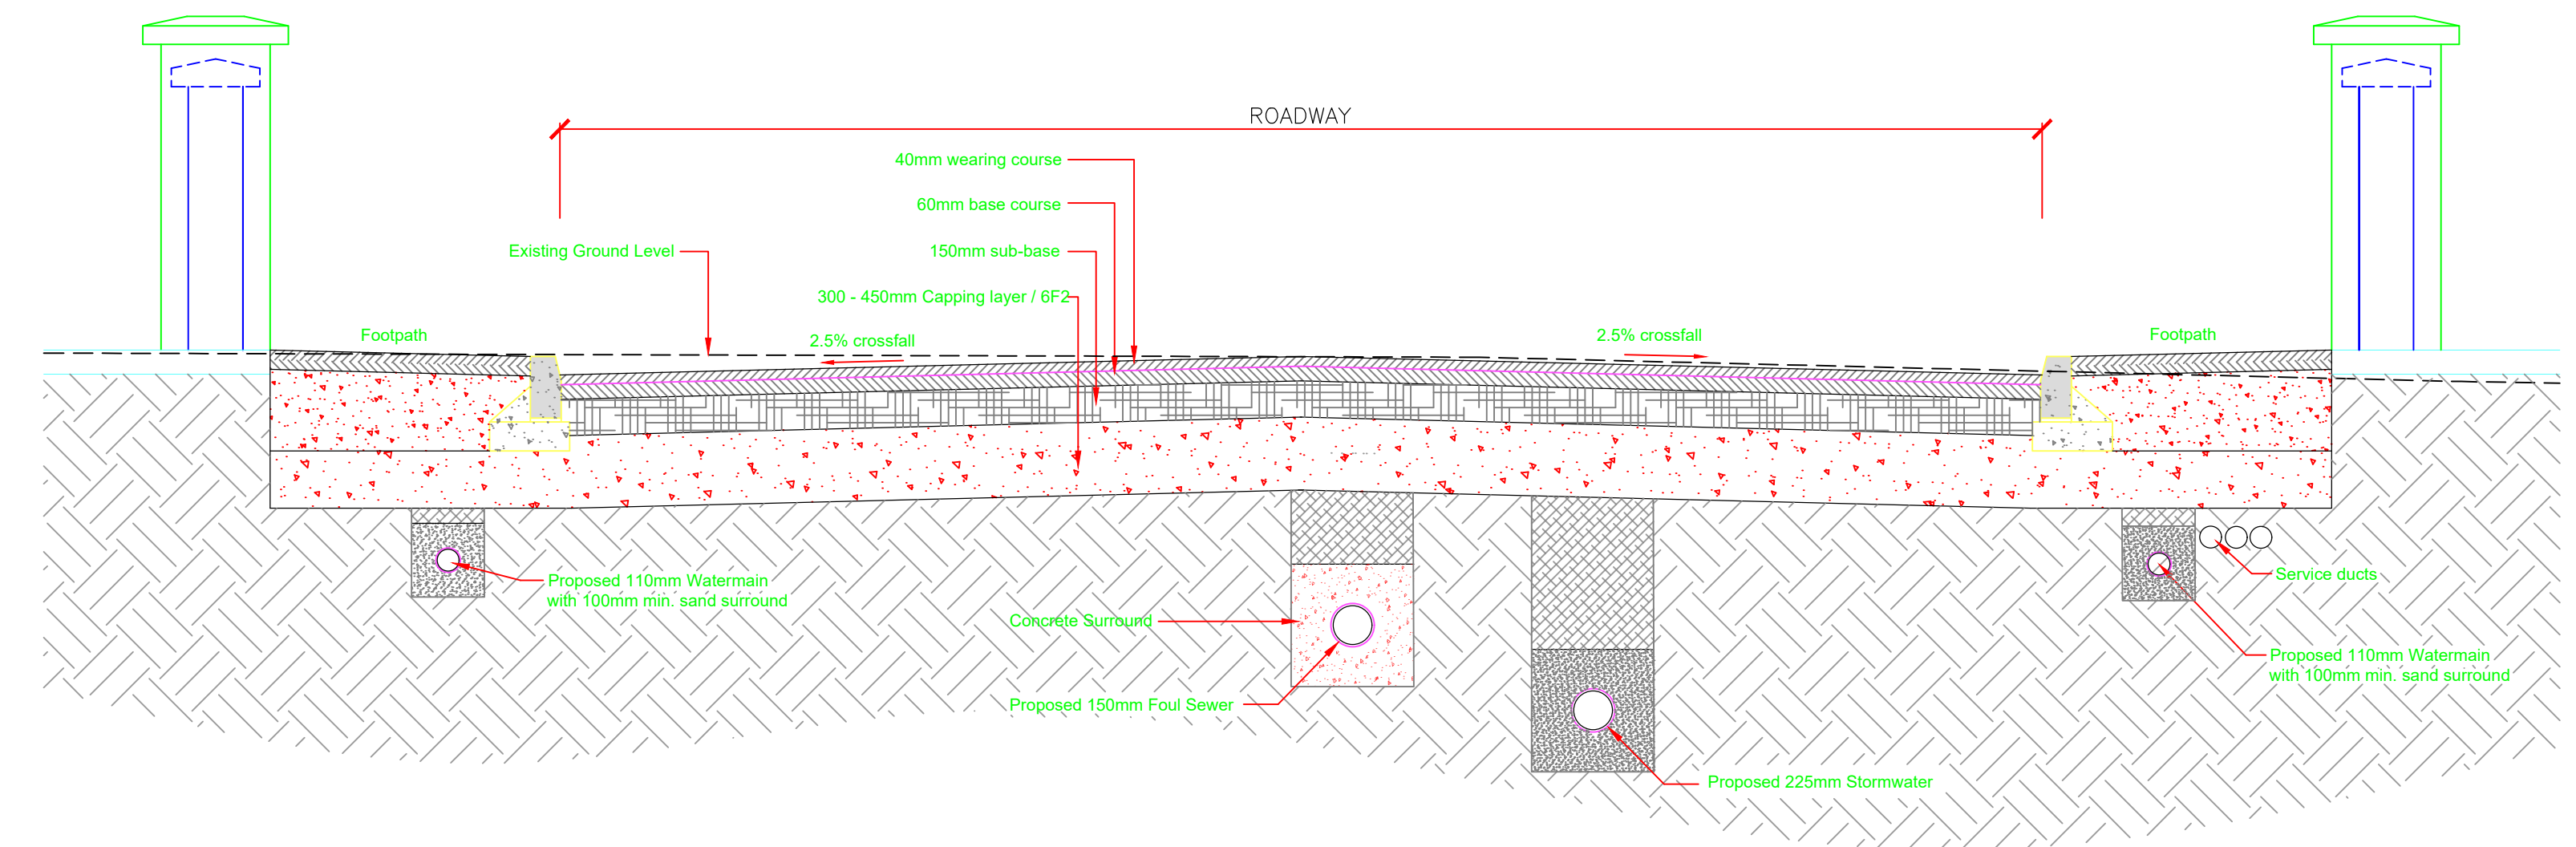 ROADWAY
40mm wearing course
60mm base course
Existing Ground Level
150mm sub-base
300 - 450mm Capping layer / 6F2
Footpath
2.5% crossfall
2.5% crossfall
Footpath
Proposed 110mm Watermain
with 100mm min. sand surround
Service ducts
Concrete Surround
Proposed 110mm Watermain
with 100mm min. sand surround
Proposed 150mm Foul Sewer
Proposed 225mm Stormwater